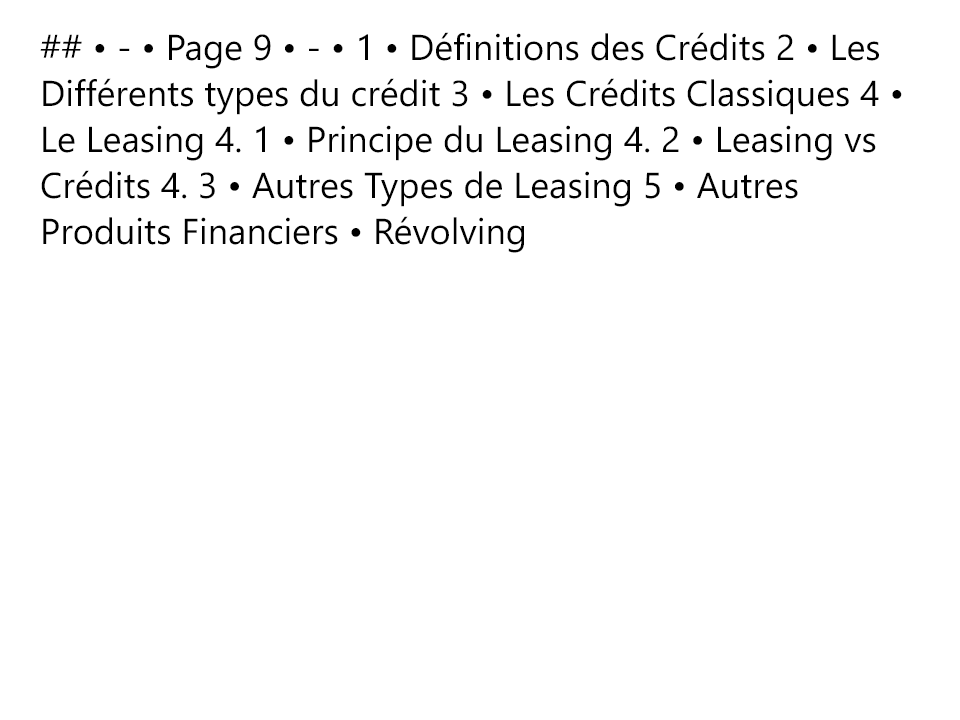 ## • - • Page 9 • - • 1 • Définitions des Crédits 2 • Les
Différents types du crédit 3 • Les Crédits Classiques 4 •
Le Leasing 4. 1 • Principe du Leasing 4. 2 • Leasing vs
Crédits 4. 3 • Autres Types de Leasing 5 • Autres
Produits Financiers • Révolving